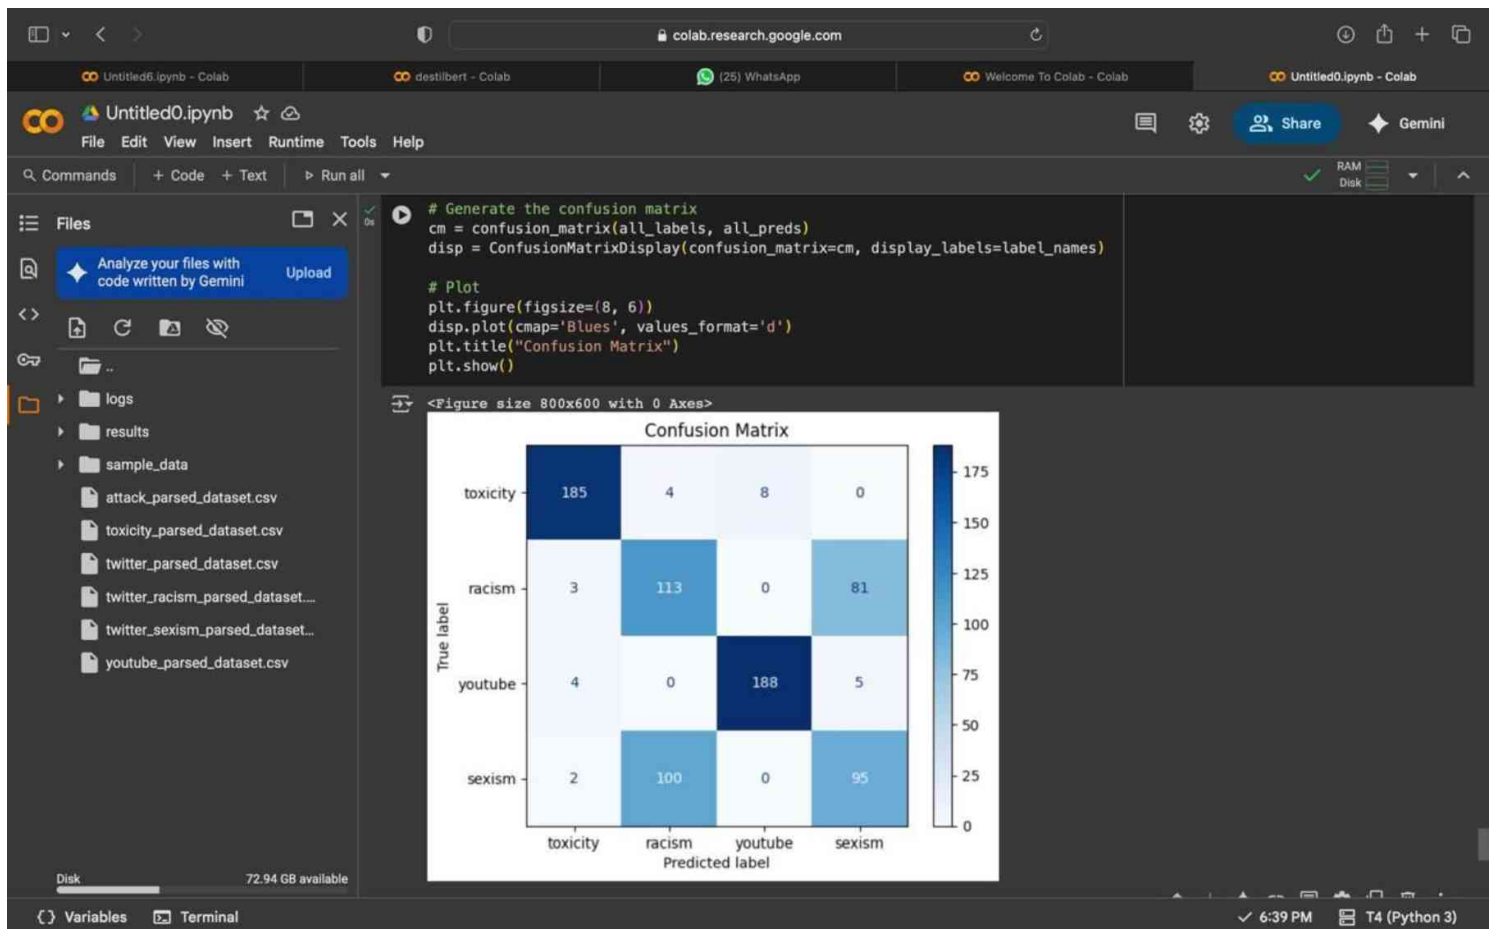 colab.research.google.com
Untitled6.ipynb - Colab
destilbert - Colab
(25) WhatsApp
Welcome To Colab - Colab
Untitled0.ipynb - Colab
Untitled0.ipynb
File Edit View Insert Runtime Tools Help
Share
Gemini
Commands
+ Code + Text
Run all
RAM
Disk
Files
Analyze your files with
code written by Gemini
Upload
..
logs
results
sample_data
attack_parsed_dataset.csv
toxicity_parsed_dataset.csv
twitter_parsed_dataset.csv
twitter_racism_parsed_dataset....
twitter_sexism_parsed_dataset...
youtube_parsed_dataset.csv
Disk
72.94 GB available
0s
# Generate the confusion matrix
cm = confusion_matrix(all_labels, all_preds)
disp = ConfusionMatrixDisplay(confusion_matrix=cm, display_labels=label_names)
# Plot
plt.figure(figsize=(8, 6))
disp.plot(cmap='Blues', values_format='d')
plt.title("Confusion Matrix")
plt.show()
<Figure size 800x600 with 0 Axes>
Confusion Matrix
True label
toxicity 185 4 8 0
racism 3 113 0 81
youtube 4 0 188 5
sexism 2 100 0 95
toxicity racism youtube sexism
Predicted label
175
150
125
100
75
50
25
0
{} Variables
Terminal
6:39 PM
T4 (Python 3)